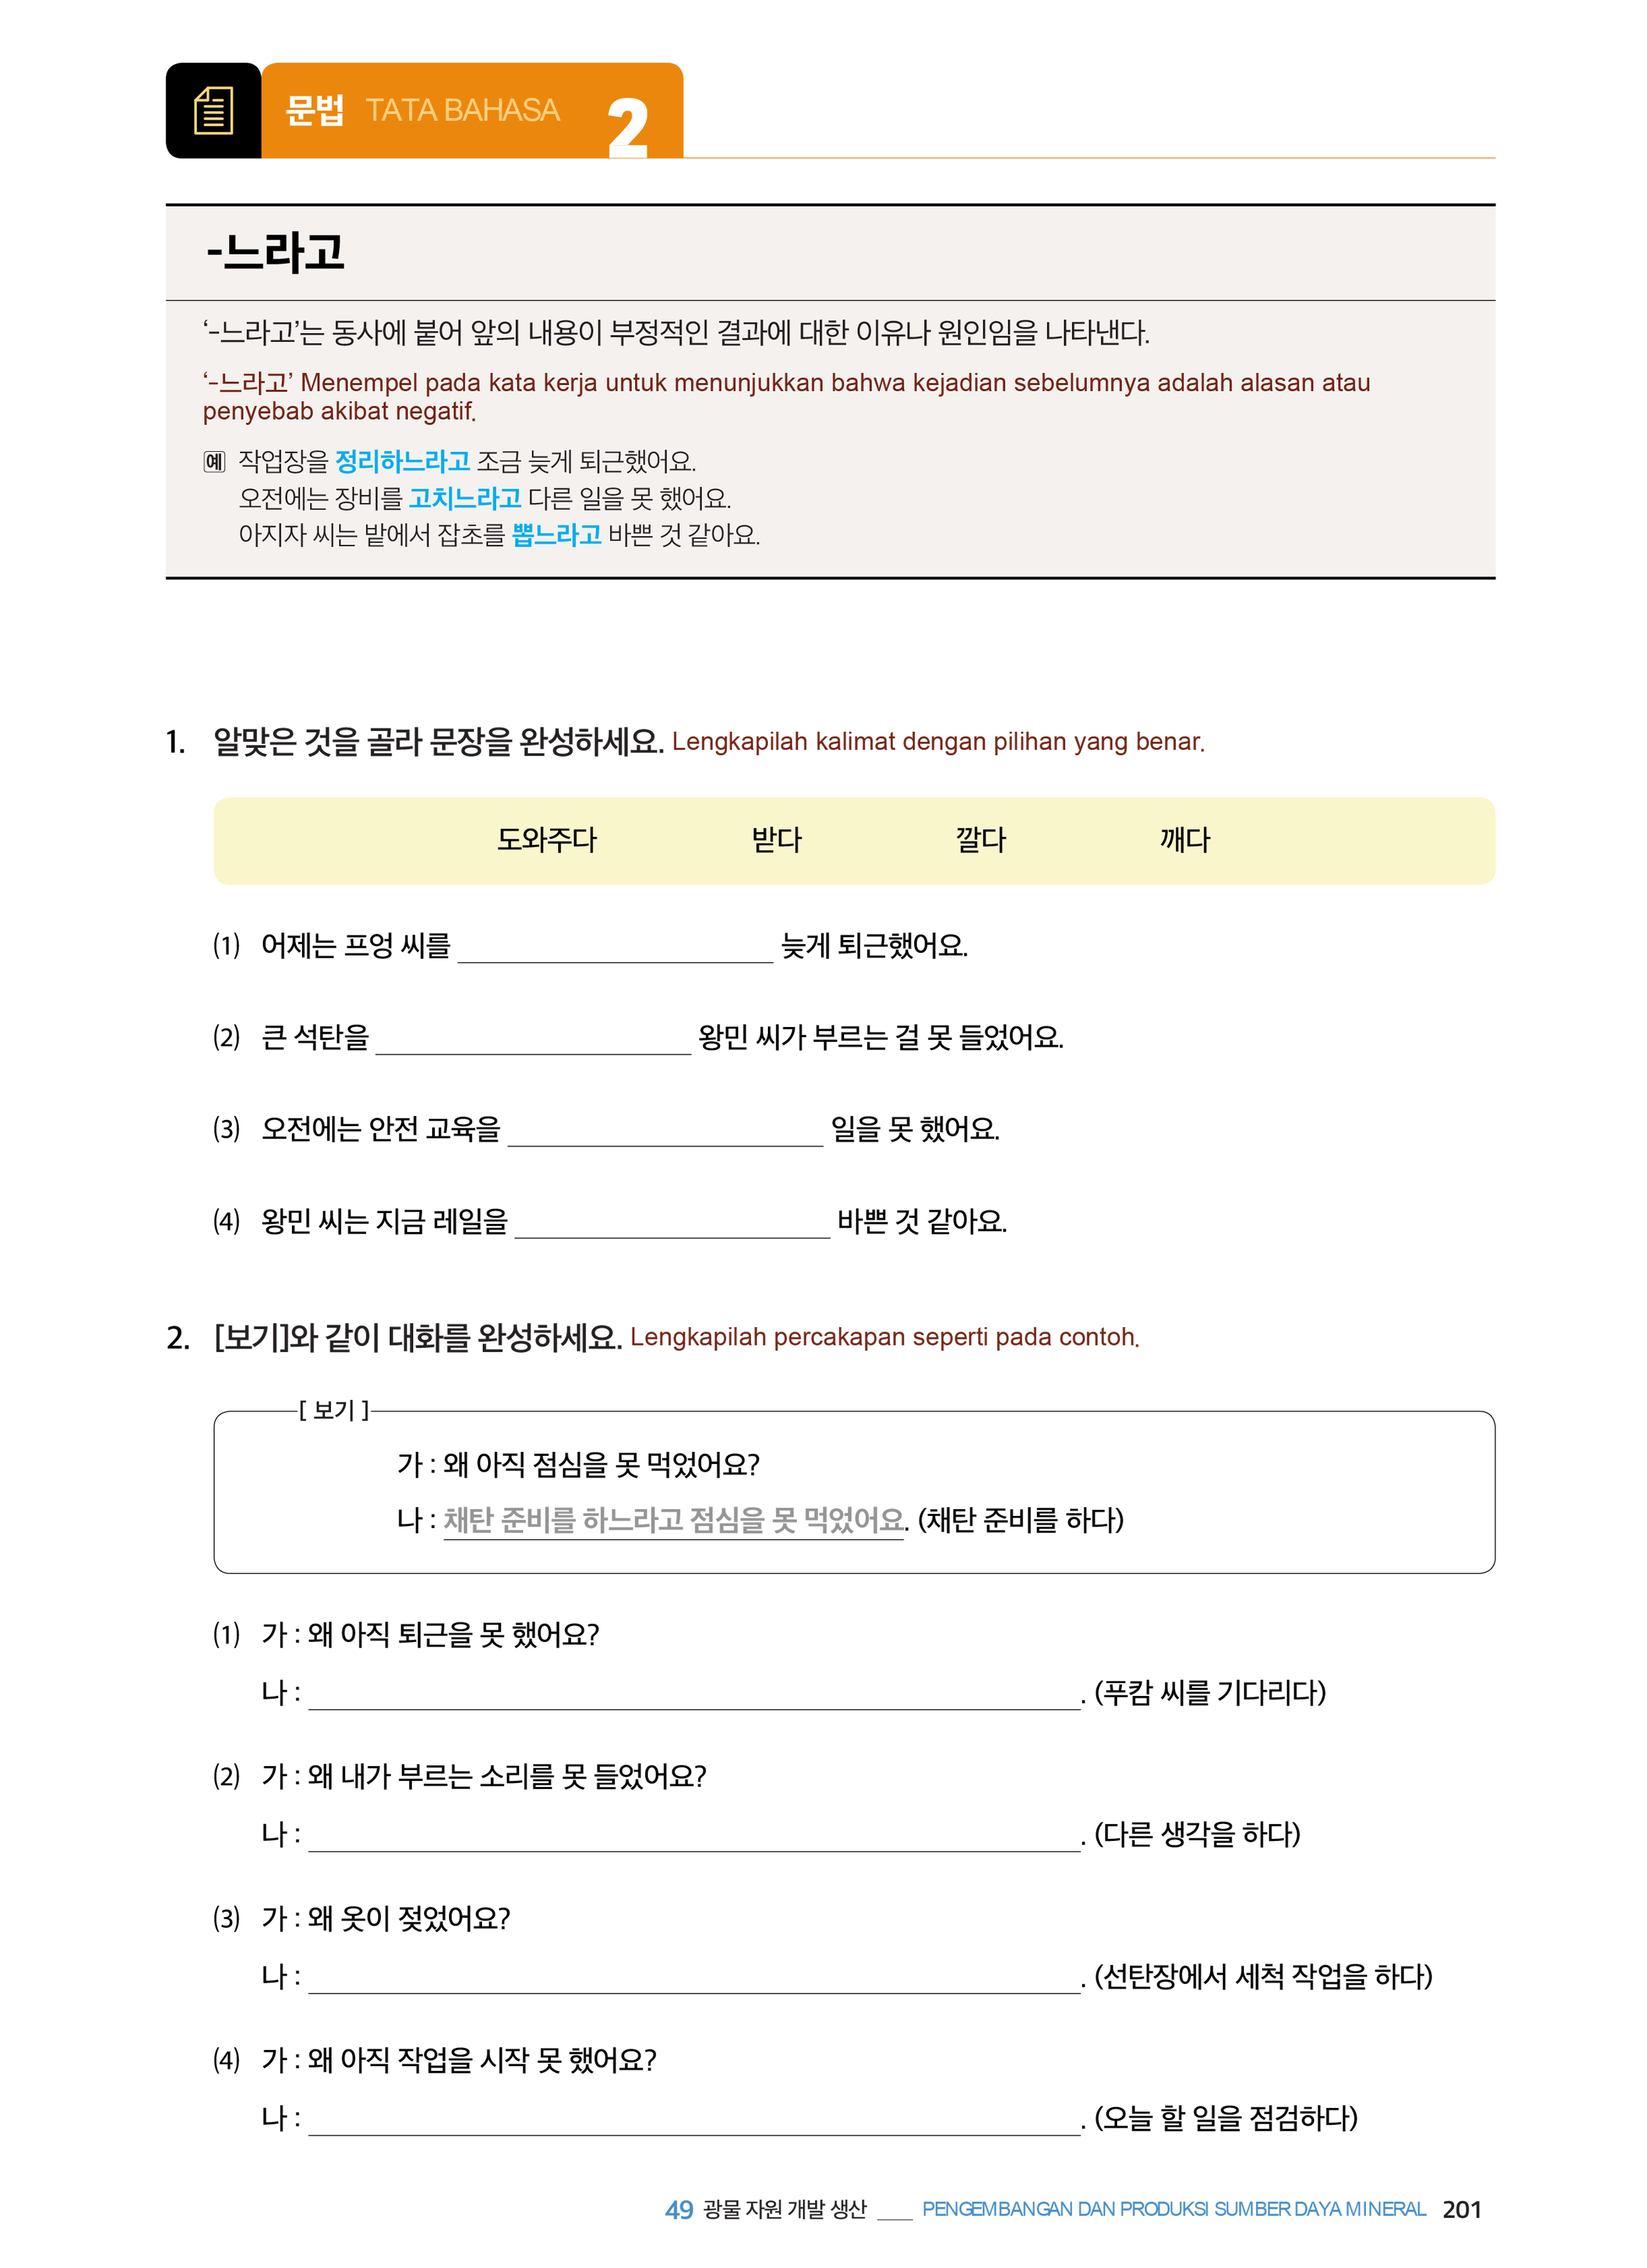 문법 TATA BAHASA 2
-느라고
‘-느라고’는 동사에 붙어 앞의 내용이 부정적인 결과에 대한 이유나 원인임을 나타낸다.
‘-느라고’ Menempel pada kata kerja untuk menunjukkan bahwa kejadian sebelumnya adalah alasan atau
penyebab akibat negatif.
예 작업장을 정리하느라고 조금 늦게 퇴근했어요.
오전에는 장비를 고치느라고 다른 일을 못 했어요.
아지자 씨는 밭에서 잡초를 뽑느라고 바쁜 것 같아요.
1. 알맞은 것을 골라 문장을 완성하세요. Lengkapilah kalimat dengan pilihan yang benar.
도와주다 받다 깔다 깨다
(1) 어제는 프엉 씨를 ____ 늦게 퇴근했어요.
(2) 큰 석탄을 ____ 왕민 씨가 부르는 걸 못 들었어요.
(3) 오전에는 안전 교육을 ____ 일을 못 했어요.
(4) 왕민 씨는 지금 레일을 ____ 바쁜 것 같아요.
2. [보기]와 같이 대화를 완성하세요. Lengkapilah percakapan seperti pada contoh.
[ 보기 ]
가 : 왜 아직 점심을 못 먹었어요?
나 : 채탄 준비를 하느라고 점심을 못 먹었어요. (채탄 준비를 하다)
(1) 가 : 왜 아직 퇴근을 못 했어요?
나 : ____. (푸캄 씨를 기다리다)
(2) 가 : 왜 내가 부르는 소리를 못 들었어요?
나 : ____. (다른 생각을 하다)
(3) 가 : 왜 옷이 젖었어요?
나 : ____. (선탄장에서 세척 작업을 하다)
(4) 가 : 왜 아직 작업을 시작 못 했어요?
나 : ____. (오늘 할 일을 점검하다)
49 광물 자원 개발 생산 ___ PENGEMBANGAN DAN PRODUKSI SUMBER DAYA MINERAL 201